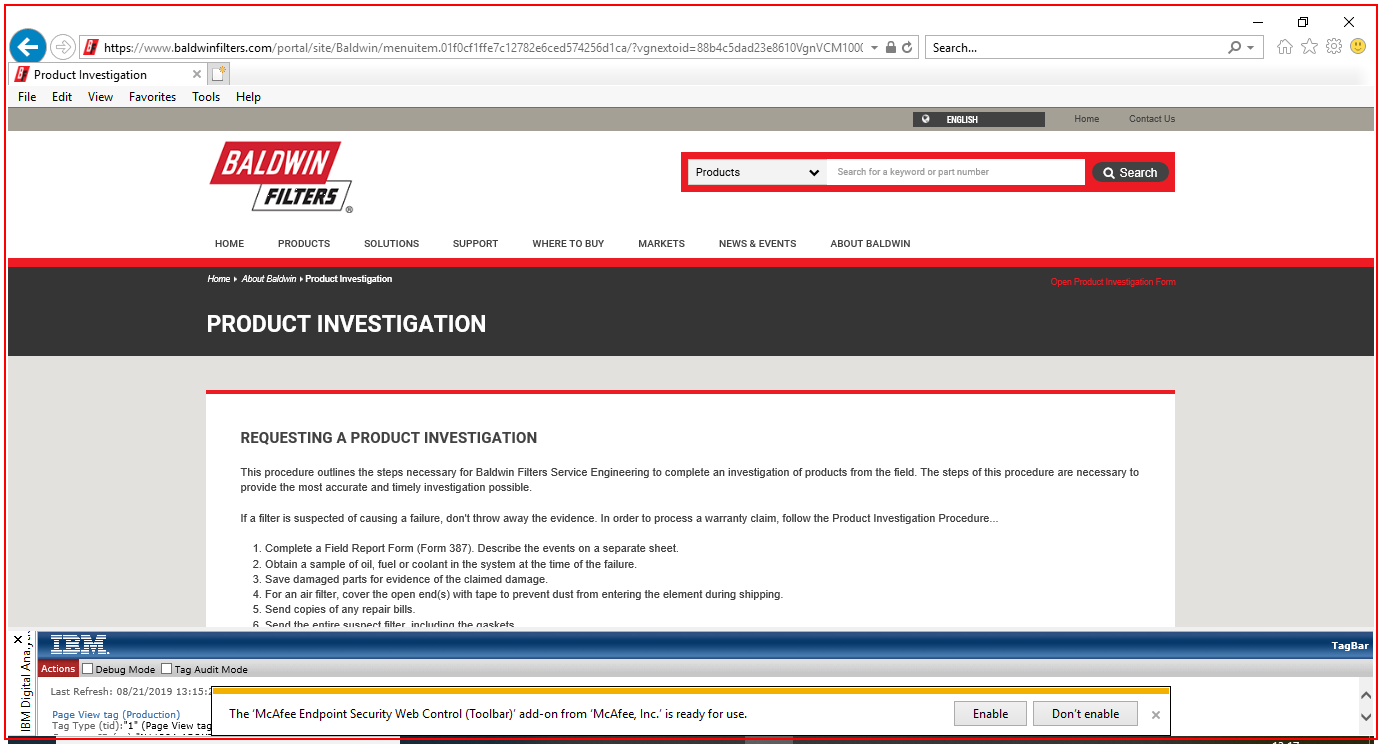 https://www.baldwinfilters.com/portal/site/Baldwin/menuitem.01f0cf1ffe7c12782e6ced574256d1ca/?vgnextoid=88b4c5dad23e8610VgnVCM100
Search...
Product Investigation
File Edit View Favorites Tools Help
ENGLISH Home Contact Us
BALDWIN
FILTERS®
Products Search for a keyword or part number Search
HOME PRODUCTS SOLUTIONS SUPPORT WHERE TO BUY MARKETS NEWS & EVENTS ABOUT BALDWIN
Home About Baldwin Product Investigation
Open Product Investigation Form
PRODUCT INVESTIGATION
REQUESTING A PRODUCT INVESTIGATION
This procedure outlines the steps necessary for Baldwin Filters Service Engineering to complete an investigation of products from the field. The steps of this procedure are necessary to
provide the most accurate and timely investigation possible.
If a filter is suspected of causing a failure, don't throw away the evidence. In order to process a warranty claim, follow the Product Investigation Procedure...
1. Complete a Field Report Form (Form 387). Describe the events on a separate sheet.
2. Obtain a sample of oil, fuel or coolant in the system at the time of the failure.
3. Save damaged parts for evidence of the claimed damage.
4. For an air filter, cover the open end(s) with tape to prevent dust from entering the element during shipping.
5. Send copies of any repair bills.
6. Send the entire suspect filter, including the gaskets
IBM Digital Analy
IBM
TagBar
Actions Debug Mode Tag Audit Mode
Last Refresh: 08/21/2019 13:15:2
Page View tag (Production)
Tag Type (tid):"1" (Page View tag
The 'McAfee Endpoint Security Web Control (Toolbar)' add-on from 'McAfee, Inc.' is ready for use.
Enable Don't enable